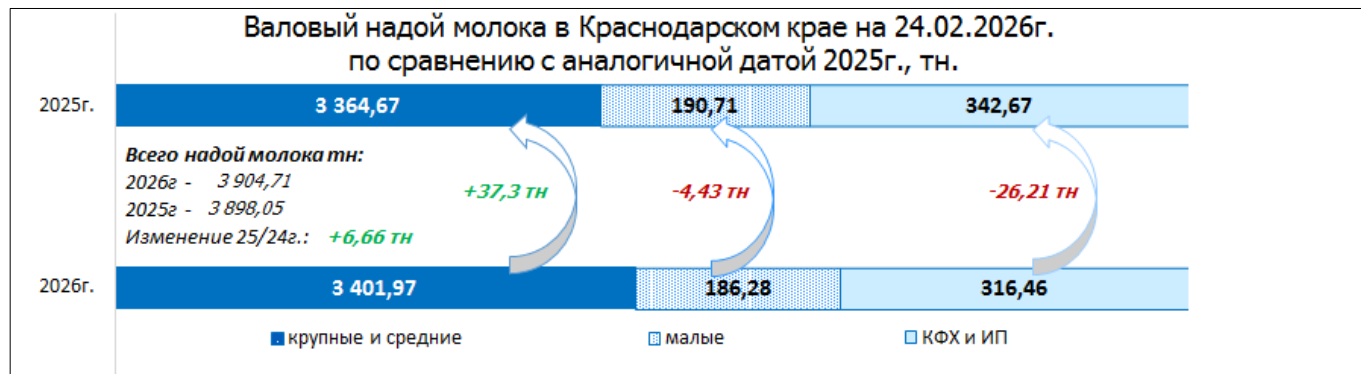 Валовый надой молока в Краснодарском крае на 24.02.2026г.
по сравнению с аналогичной датой 2025г., тн.
2025г.
3 364,67
190,71
342,67
Всего надой молока тн:
2026г - 3 904,71
2025г - 3 898,05
Изменение 25/24г.: +6,66 тн
+37,3 тн
-4,43 тн
-26,21 тн
2026г.
3 401,97
186,28
316,46
крупные и средние
малые
КФХ и ИП